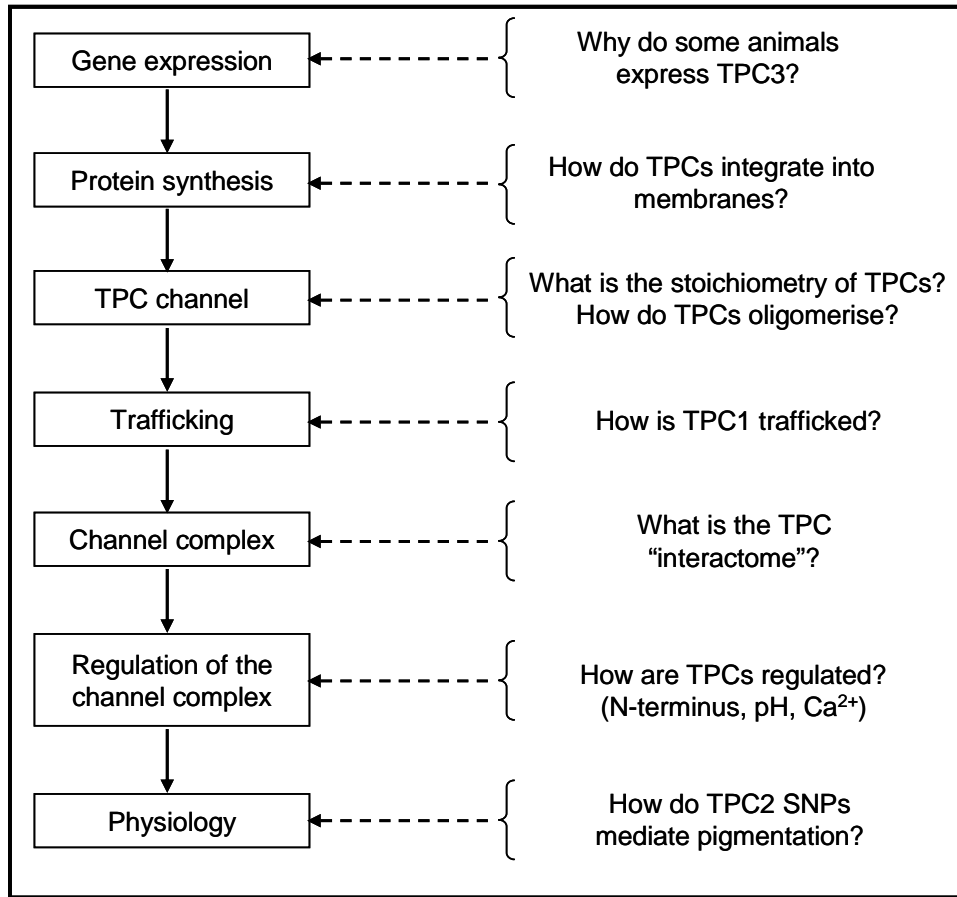 Gene expression
Why do some animals
express TPC3?
Protein synthesis
How do TPCs integrate into
membranes?
TPC channel
What is the stoichiometry of TPCs?
How do TPCs oligomerise?
Trafficking
How is TPC1 trafficked?
Channel complex
What is the TPC
“interactome”?
Regulation of the
channel complex
How are TPCs regulated?
(N-terminus, pH, Ca²⁺)
Physiology
How do TPC2 SNPs
mediate pigmentation?